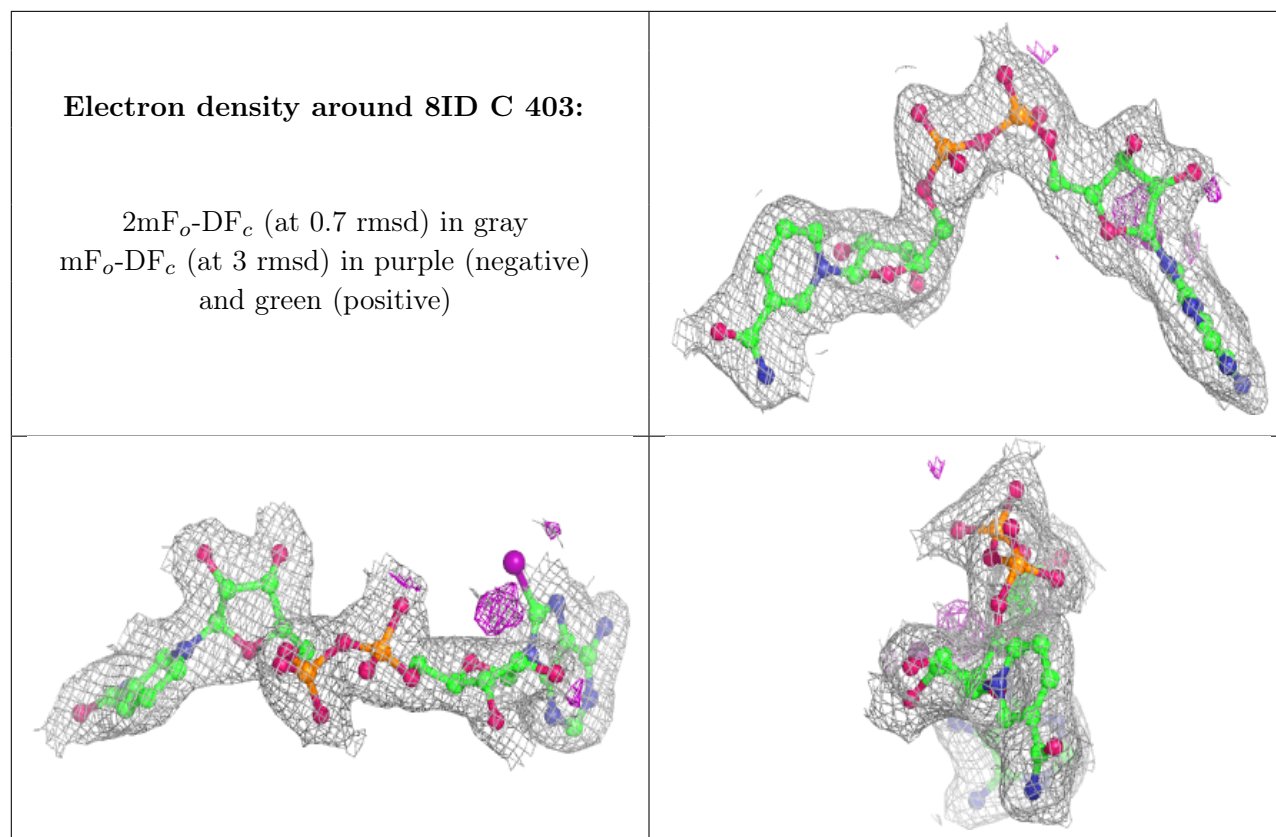 Electron density around 8ID C 403:
2mFo-DFc (at 0.7 rmsd) in gray
mFo-DFc (at 3 rmsd) in purple (negative)
and green (positive)